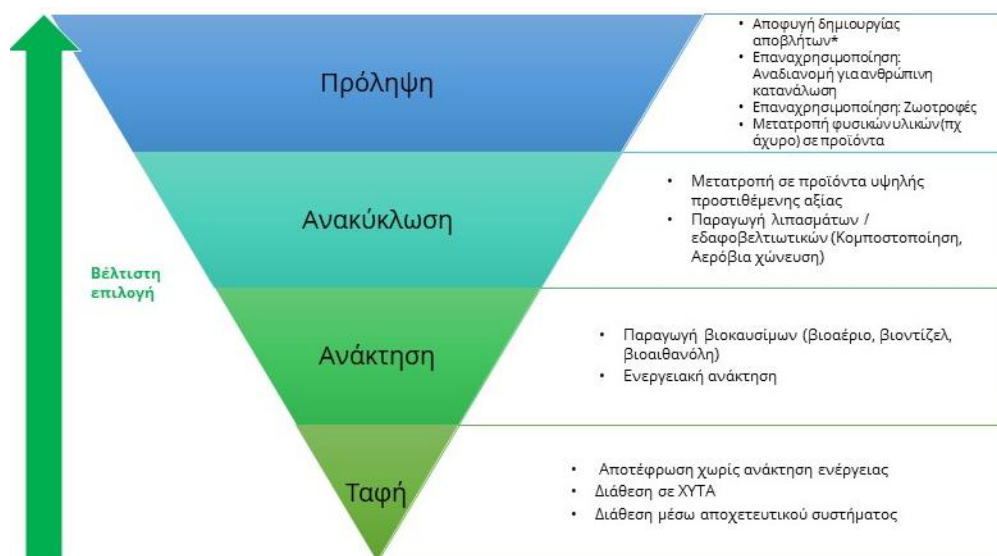 Βέλτιστη
επιλογή
Πρόληψη
• Αποφυγή δημιουργίας
αποβλήτων*
• Επαναχρησιμοποίηση:
Αναδιανομή για ανθρώπινη
κατανάλωση
• Επαναχρησιμοποίηση: Ζωοτροφές
• Μετατροπή φυσικών υλικών (πχ
άχυρο) σε προϊόντα
Ανακύκλωση
• Μετατροπή σε προϊόντα υψηλής
προστιθέμενης αξίας
• Παραγωγή λιπασμάτων /
εδαφοβελτιωτικών (Κομποστοποίηση,
Αερόβια χώνευση)
Ανάκτηση
• Παραγωγή βιοκαυσίμων (βιοαέριο, βιοντίζελ,
βιοαιθανόλη)
• Ενεργειακή ανάκτηση
Ταφή
• Αποτέφρωση χωρίς ανάκτηση ενέργειας
• Διάθεση σε ΧΥΤΑ
• Διάθεση μέσω αποχετευτικού συστήματος